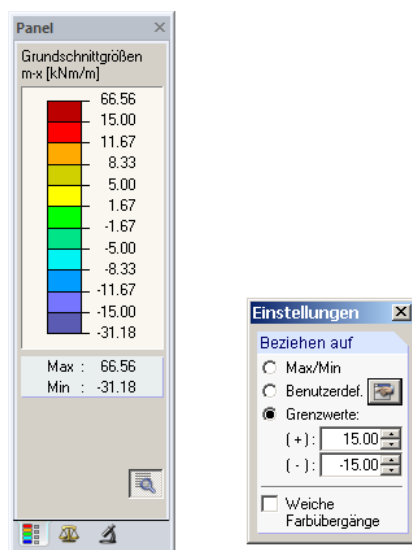 Panel
Grundschnittgrößen
m-x [kNm/m]
66.56
15.00
11.67
8.33
5.00
1.67
-1.67
-5.00
-8.33
-11.67
-15.00
-31.18
Max : 66.56
Min : -31.18
Einstellungen
Beziehen auf
Max/Min
Benutzerdef.
Grenzwerte:
(+): 15.00
(-): -15.00
Weiche
Farbübergänge